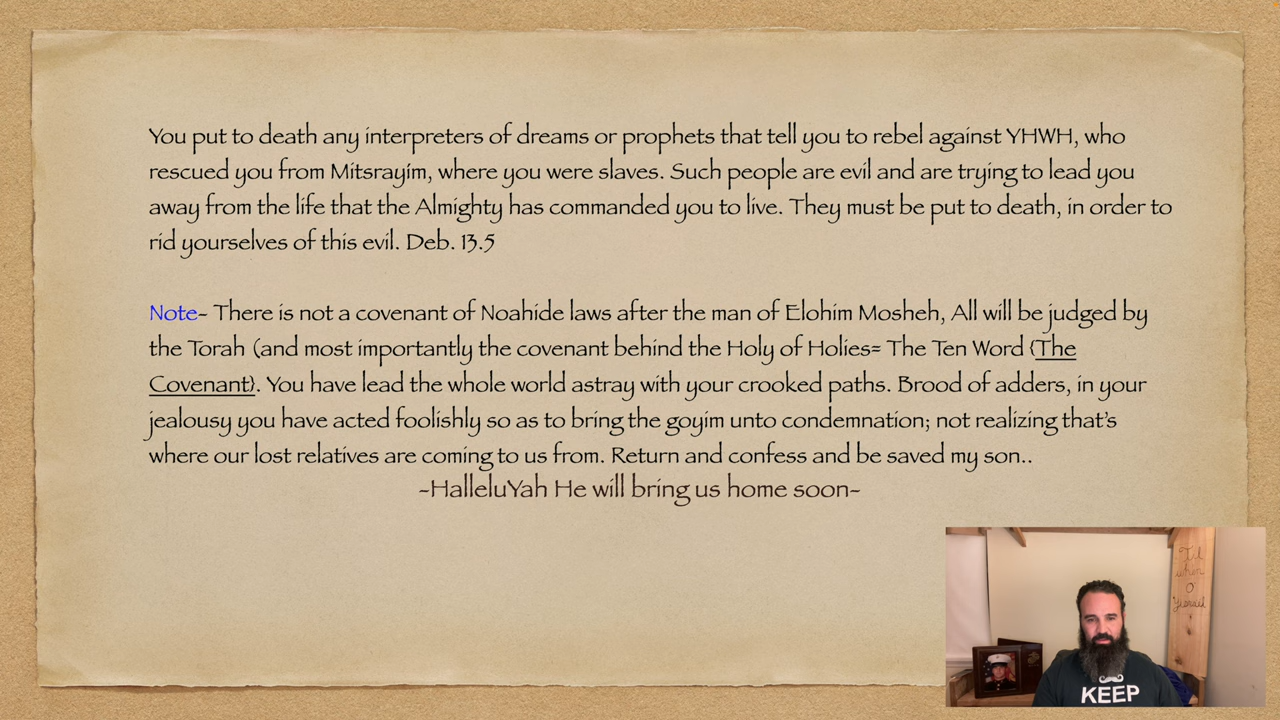 You put to death any interpreters of dreams or prophets that tell you to rebel against YHWH, who
rescued you from Mitsrayim, where you were slaves. Such people are evil and are trying to lead you
away from the life that the Almighty has commanded you to live. They must be put to death, in order to
rid yourselves of this evil. Deb. 13.5
Note- There is not a covenant of Noahide laws after the man of Elohim Mosheh, All will be judged by
the Torah (and most importantly the covenant behind the Holy of Holies= The Ten Word {The
Covenant}. You have lead the whole world astray with your crooked paths. Brood of adders, in your
jealousy you have acted foolishly so as to bring the goyim unto condemnation; not realizing that's
where our lost relatives are coming to us from. Return and confess and be saved my son..
-HalleluYah He will bring us home soon-
when
O
KEEP